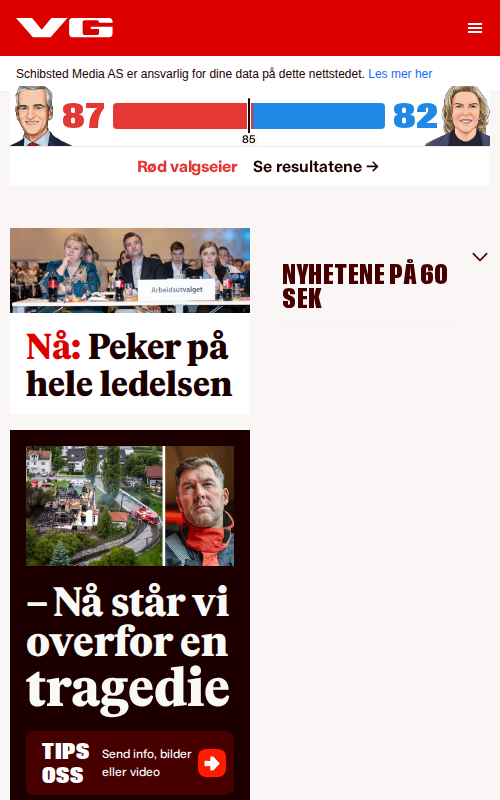 VG
Schibsted Media AS er ansvarlig for dine data på dette nettstedet. Les mer her
87
82
85
Rød valgseier Se resultatene →
Arbeidsutvalget
Nå: Peker på
hele ledelsen
NYHETENE PÅ 60
SEK
– Nå står vi
overfor en
tragedie
TIPS
OSS
Send info, bilder
eller video